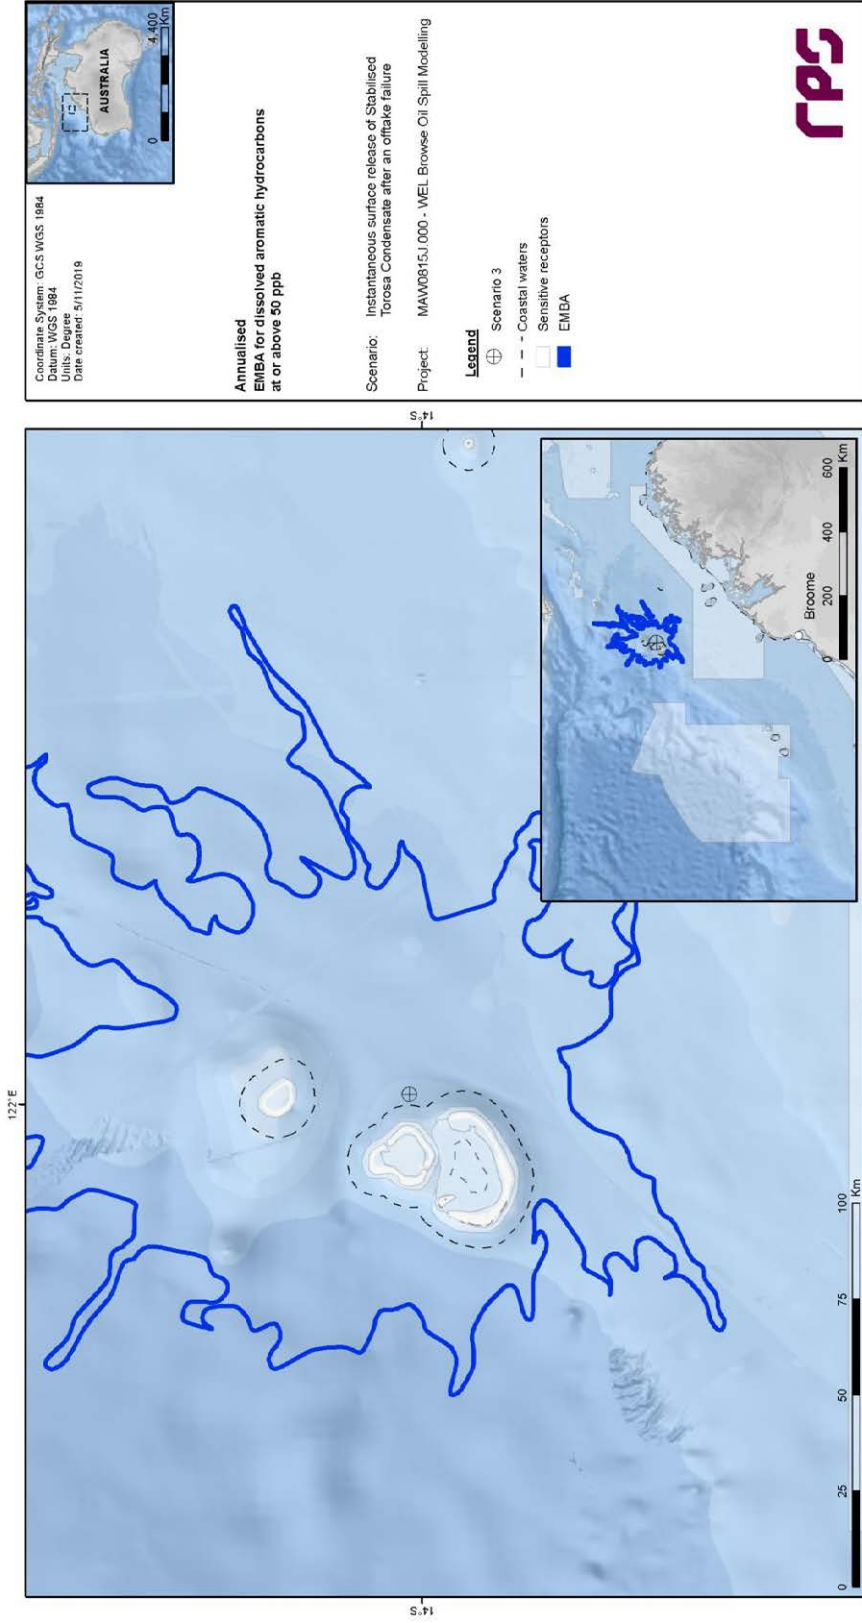 122°E
14°S
14°S
0 25 50 75 100 Km
Broome
0 200 400 600 Km
AUSTRALIA
0 4,400 Km
Coordinate System: GCS WGS 1984
Datum: WGS 1984
Units: Degree
Date created: 5/11/2019
Annualised
EMBA for dissolved aromatic hydrocarbons
at or above 50 ppb
Scenario: Instantaneous surface release of Stabilised
Torosa Condensate after an offtake failure
Project: MAW0815J.000 - WEL Browse Oil Spill Modelling
Legend
Scenario 3
Coastal waters
Sensitive receptors
EMBA
rps